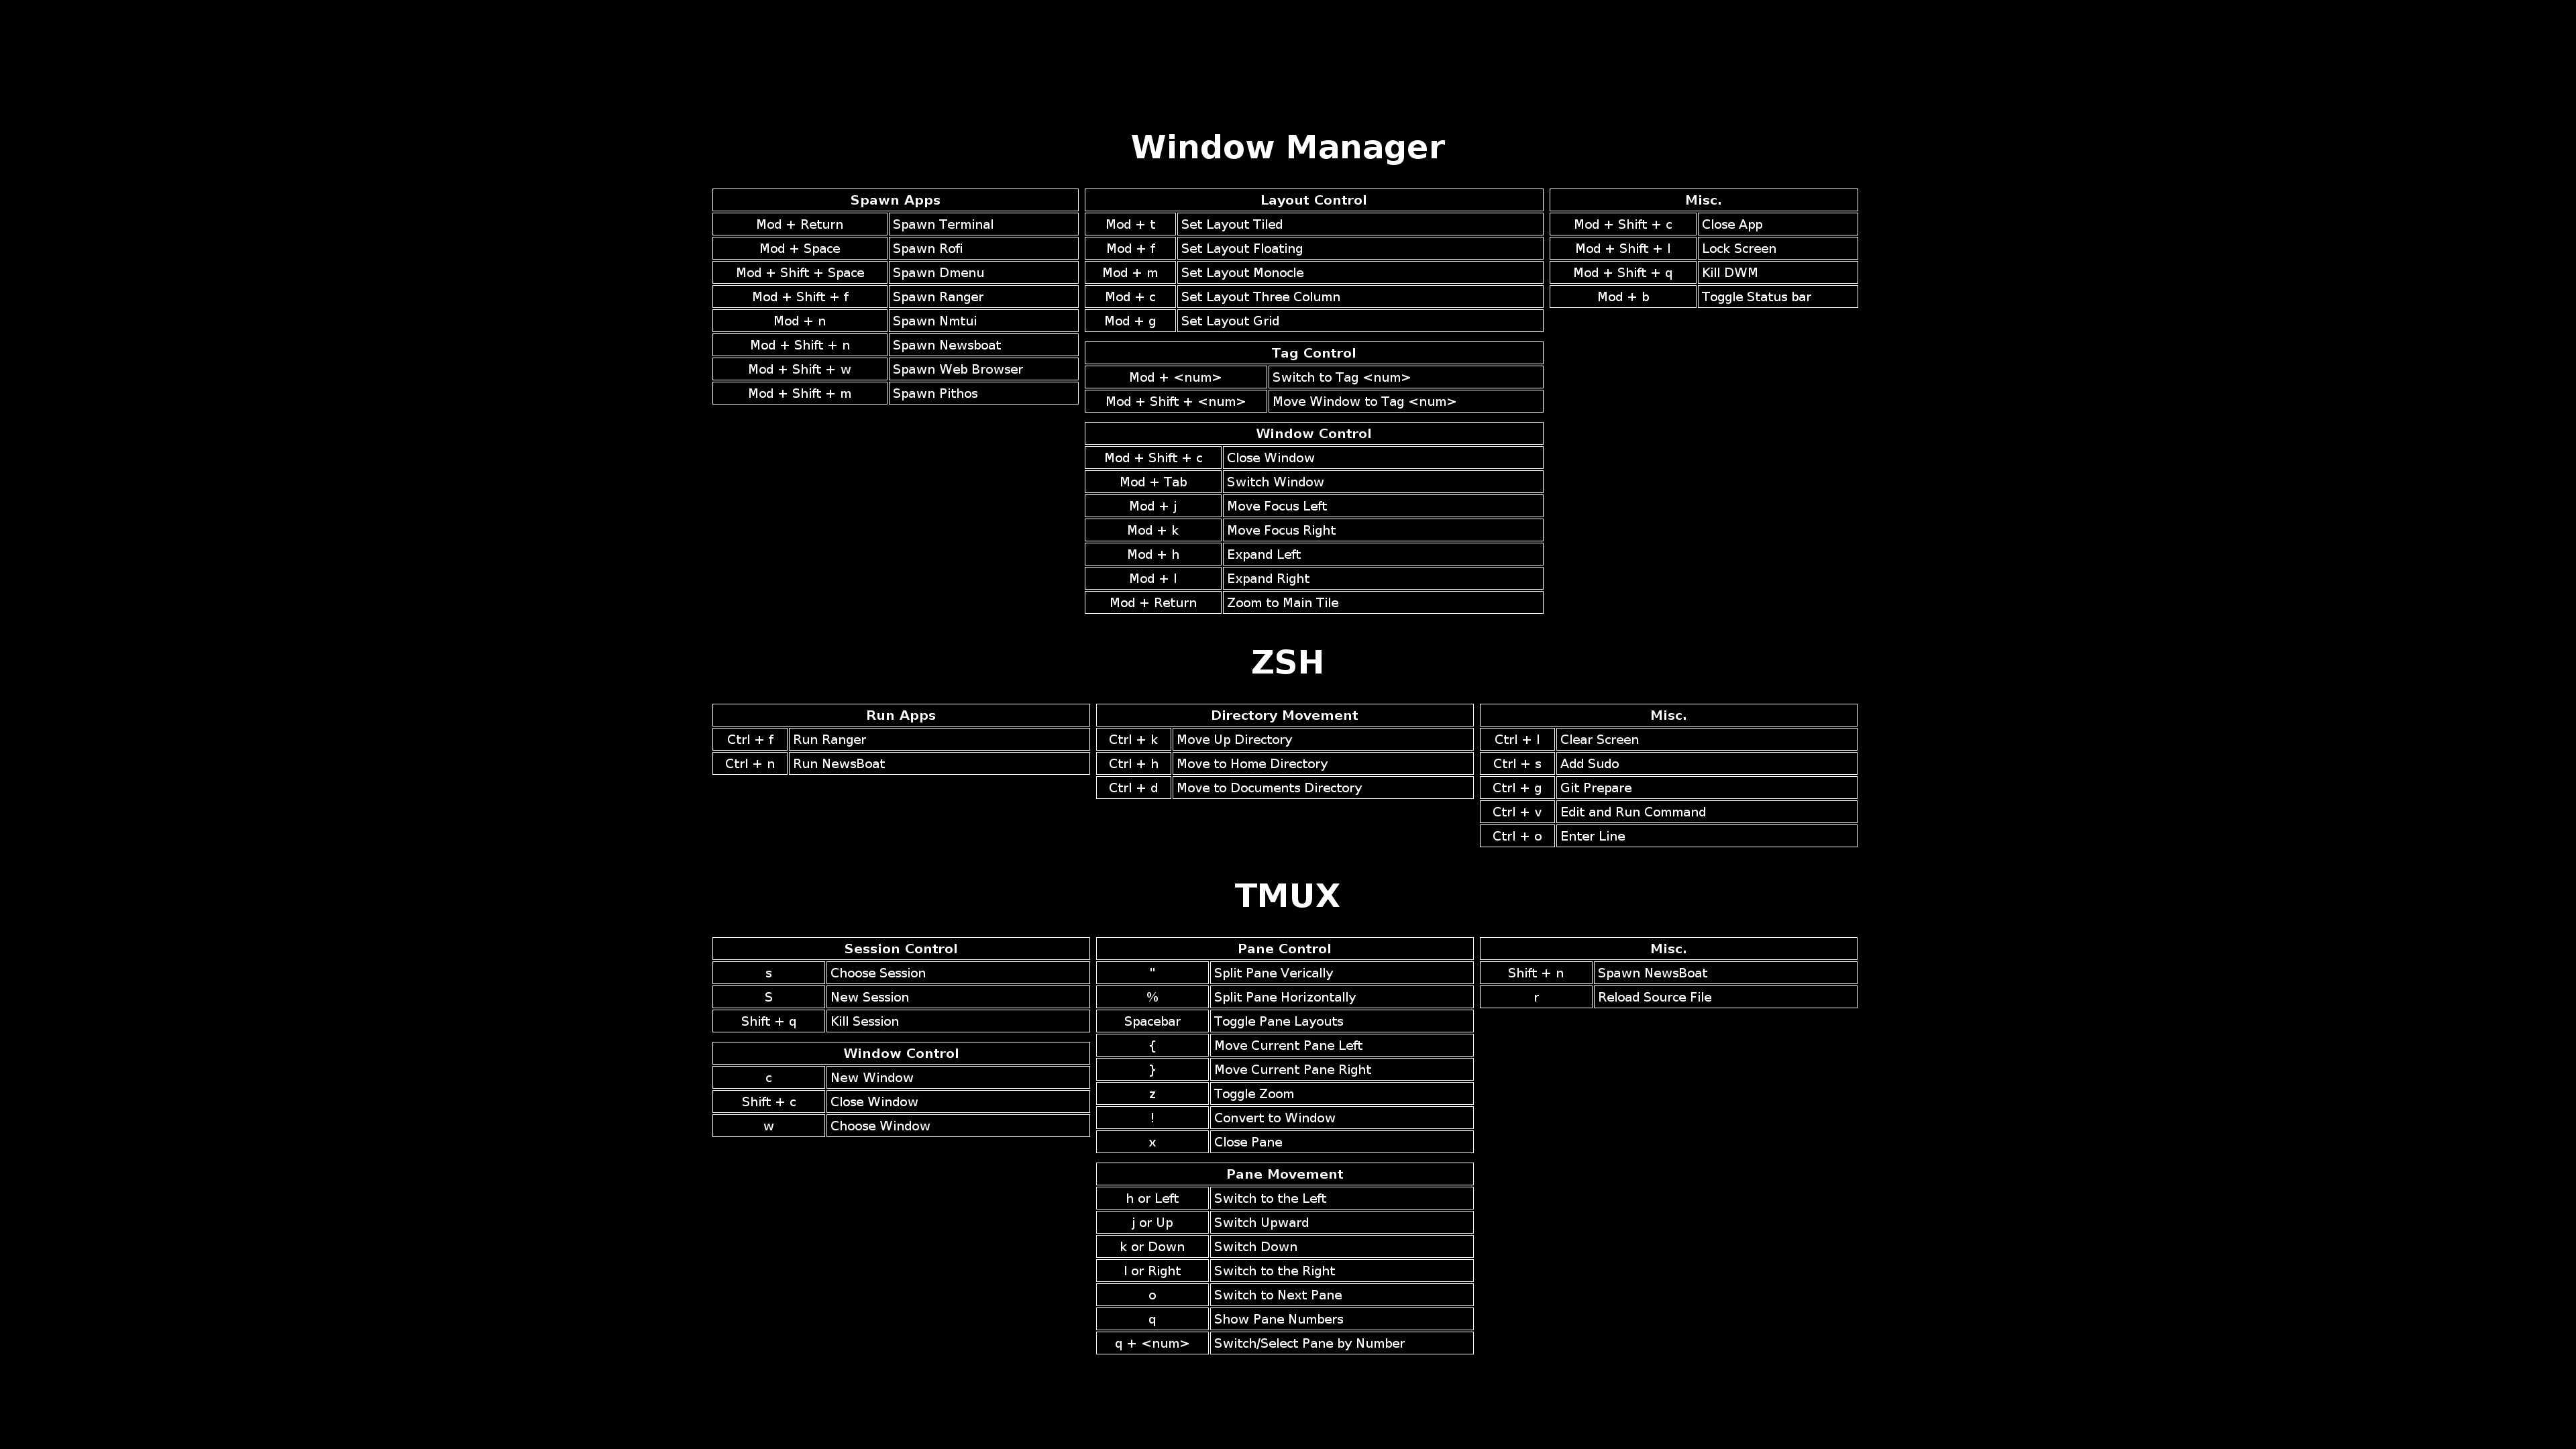 Window Manager
Spawn Apps
Mod + Return Spawn Terminal
Mod + Space Spawn Rofi
Mod + Shift + Space Spawn Dmenu
Mod + Shift + f Spawn Ranger
Mod + n Spawn Nmtui
Mod + Shift + n Spawn Newsboat
Mod + Shift + w Spawn Web Browser
Mod + Shift + m Spawn Pithos
Layout Control
Mod + t Set Layout Tiled
Mod + f Set Layout Floating
Mod + m Set Layout Monocle
Mod + c Set Layout Three Column
Mod + g Set Layout Grid
Tag Control
Mod + <num> Switch to Tag <num>
Mod + Shift + <num> Move Window to Tag <num>
Window Control
Mod + Shift + c Close Window
Mod + Tab Switch Window
Mod + j Move Focus Left
Mod + k Move Focus Right
Mod + h Expand Left
Mod + l Expand Right
Mod + Return Zoom to Main Tile
Misc.
Mod + Shift + c Close App
Mod + Shift + l Lock Screen
Mod + Shift + q Kill DWM
Mod + b Toggle Status bar
ZSH
Run Apps
Ctrl + f Run Ranger
Ctrl + n Run NewsBoat
Directory Movement
Ctrl + k Move Up Directory
Ctrl + h Move to Home Directory
Ctrl + d Move to Documents Directory
Misc.
Ctrl + l Clear Screen
Ctrl + s Add Sudo
Ctrl + g Git Prepare
Ctrl + v Edit and Run Command
Ctrl + o Enter Line
TMUX
Session Control
s Choose Session
S New Session
Shift + q Kill Session
Window Control
c New Window
Shift + c Close Window
w Choose Window
Pane Control
" Split Pane Verically
% Split Pane Horizontally
Spacebar Toggle Pane Layouts
{ Move Current Pane Left
} Move Current Pane Right
z Toggle Zoom
! Convert to Window
x Close Pane
Pane Movement
h or Left Switch to the Left
j or Up Switch Upward
k or Down Switch Down
l or Right Switch to the Right
o Switch to Next Pane
q Show Pane Numbers
q + <num> Switch/Select Pane by Number
Misc.
Shift + n Spawn NewsBoat
r Reload Source File